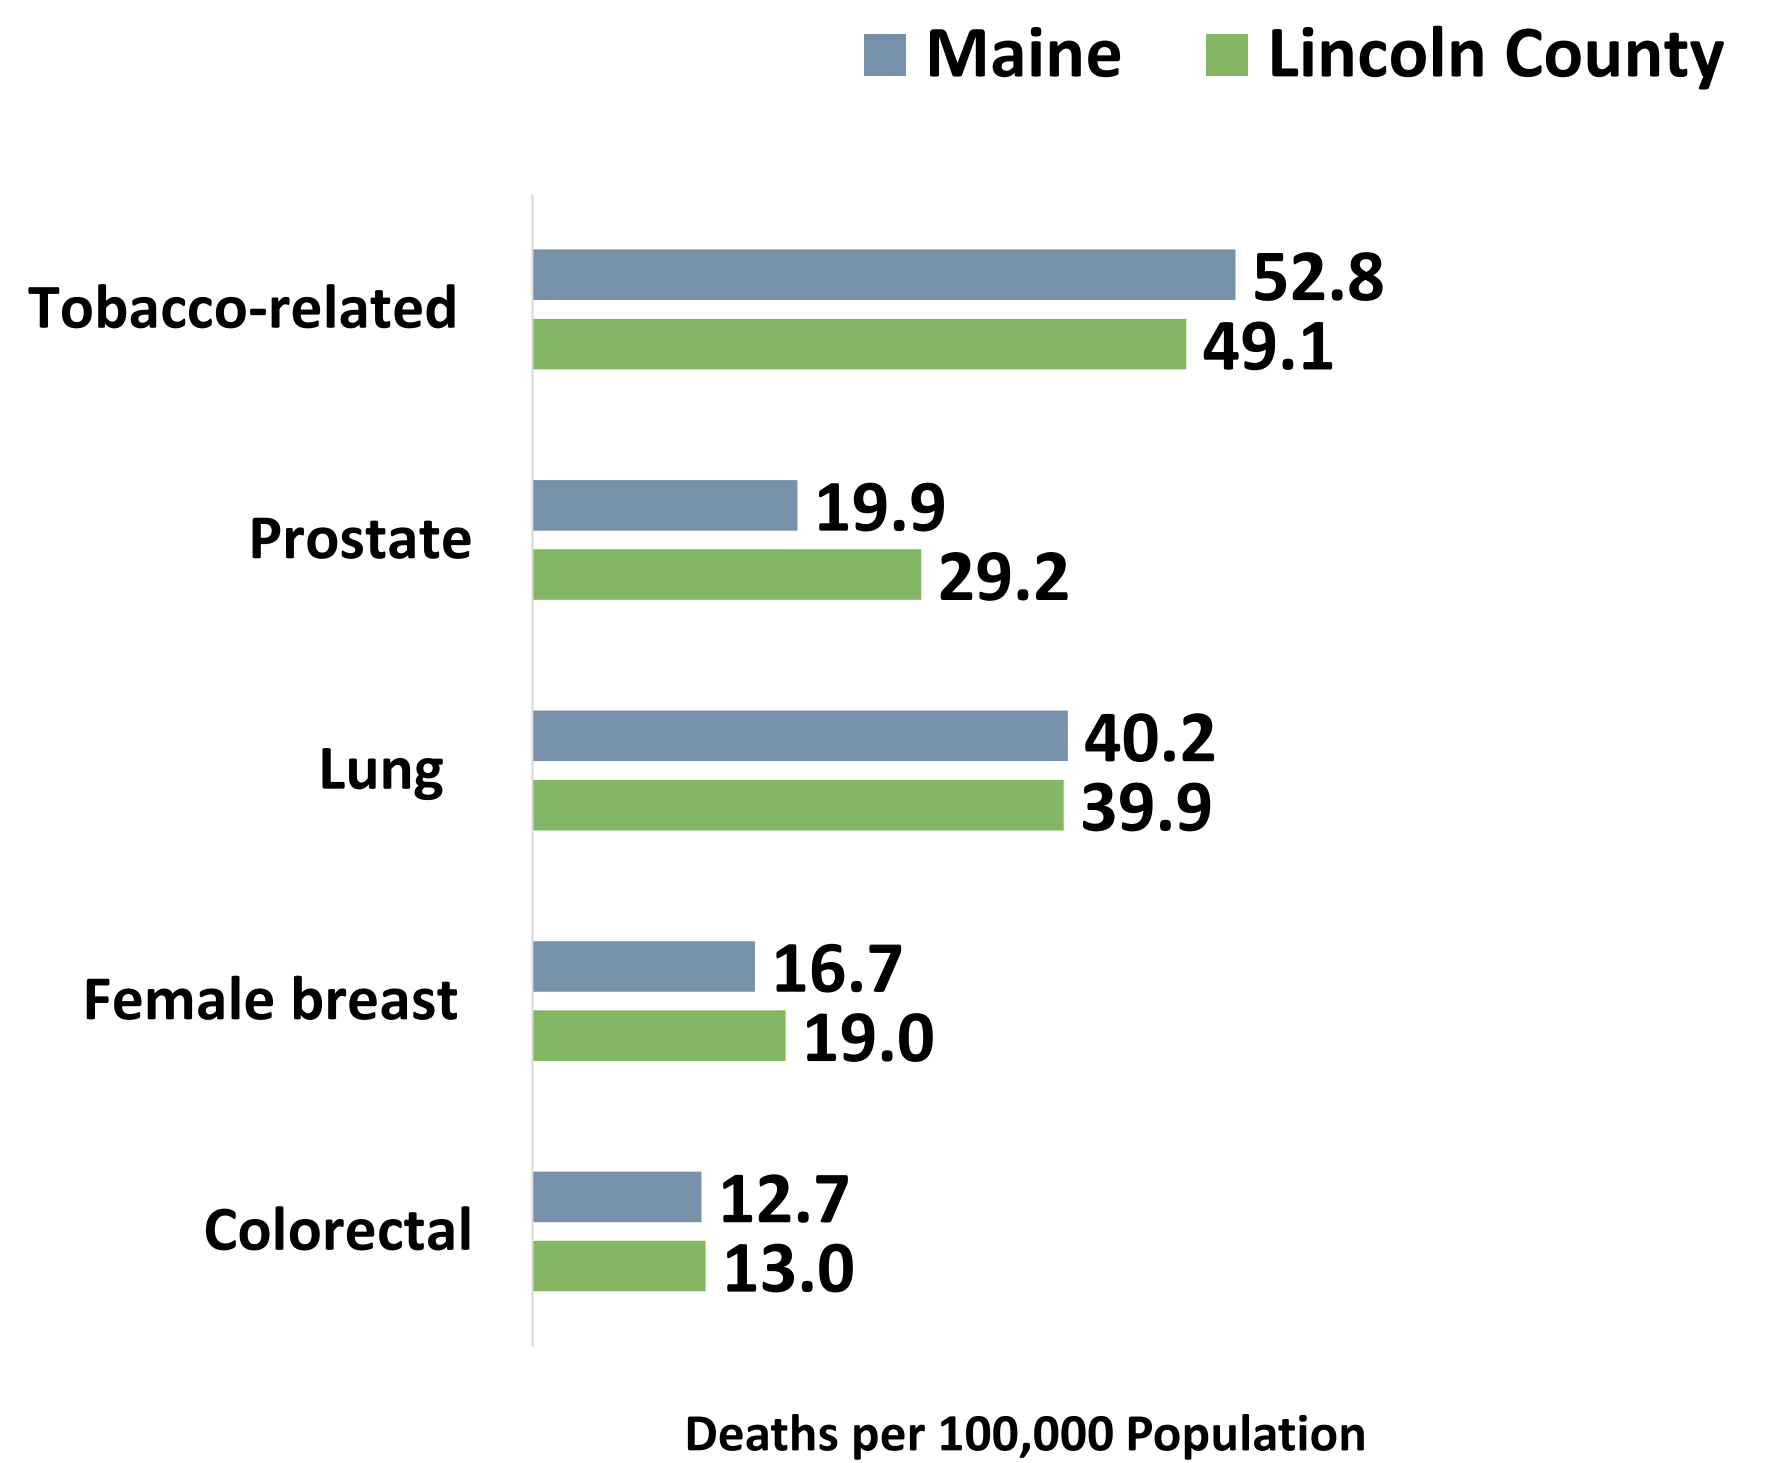 Maine Lincoln County
Tobacco-related
52.8
49.1
Prostate
19.9
29.2
Lung
40.2
39.9
Female breast
16.7
19.0
Colorectal
12.7
13.0
Deaths per 100,000 Population